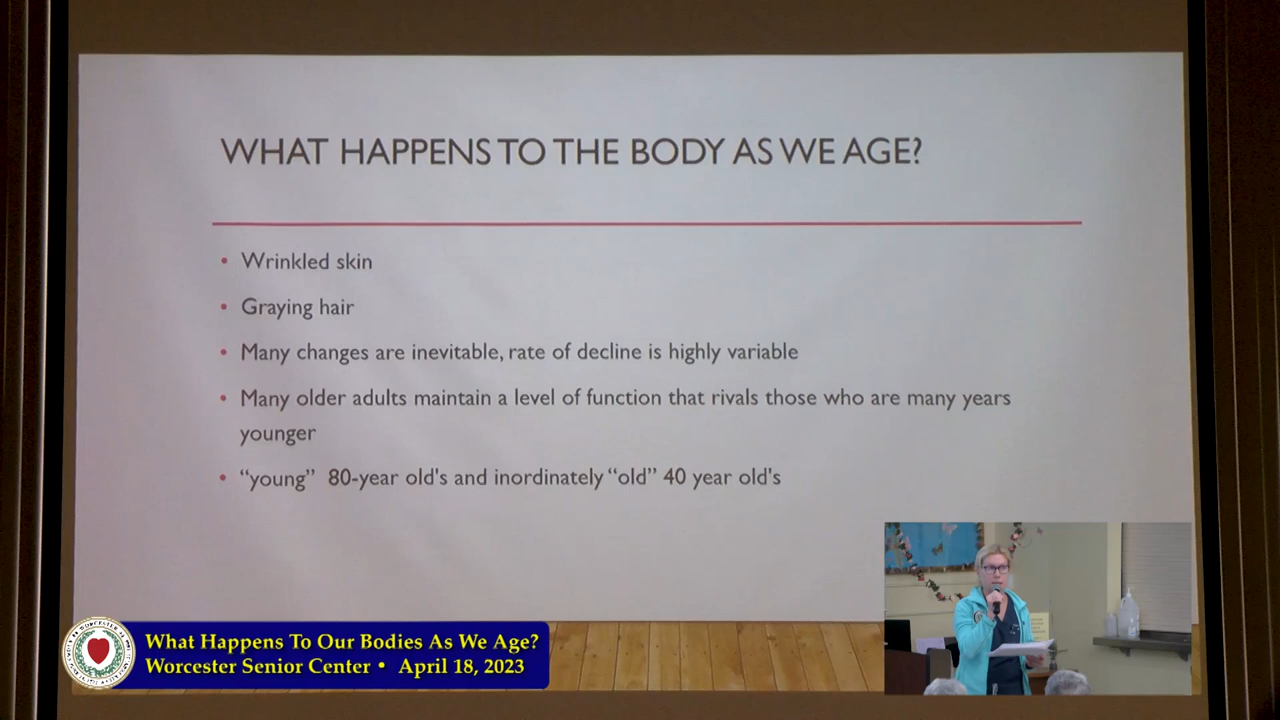 WHAT HAPPENS TO THE BODY AS WE AGE?
• Wrinkled skin
• Graying hair
• Many changes are inevitable, rate of decline is highly variable
• Many older adults maintain a level of function that rivals those who are many years
younger
• “young” 80-year old's and inordinately “old” 40 year old's
What Happens To Our Bodies As We Age?
Worcester Senior Center • April 18, 2023